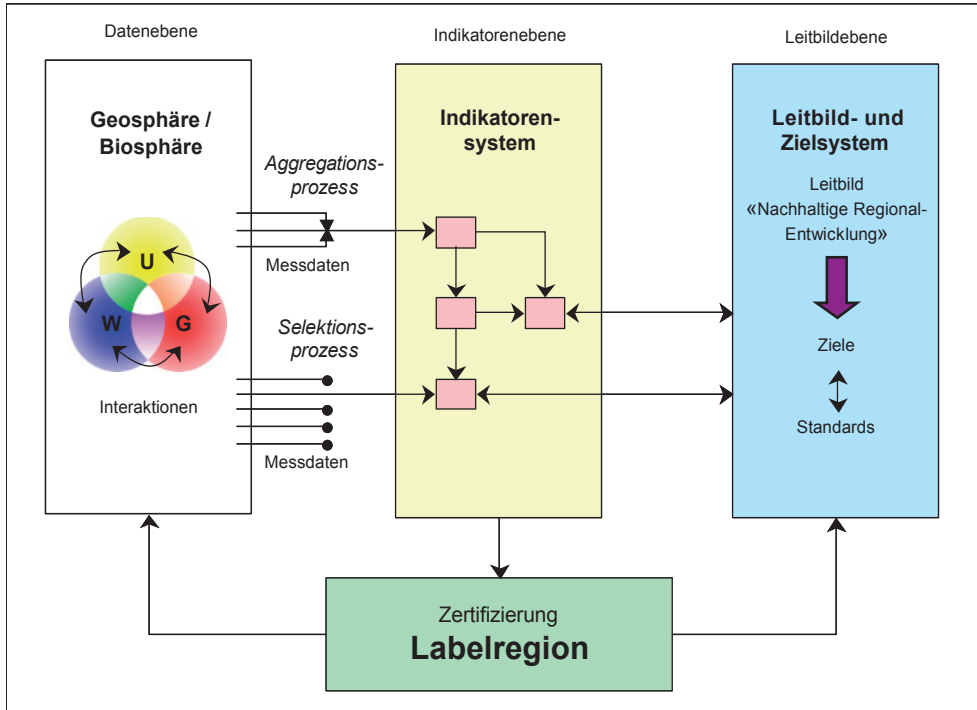 Datenebene
Indikatorenebene
Leitbildebene
Geosphäre /
Biosphäre
U
W
G
Interaktionen
Aggregations-
prozess
Messdaten
Selektions-
prozess
Messdaten
Indikatoren-
system
Leitbild- und
Zielsystem
Leitbild
«Nachhaltige Regional-
Entwicklung»
Ziele
Standards
Zertifizierung
Labelregion